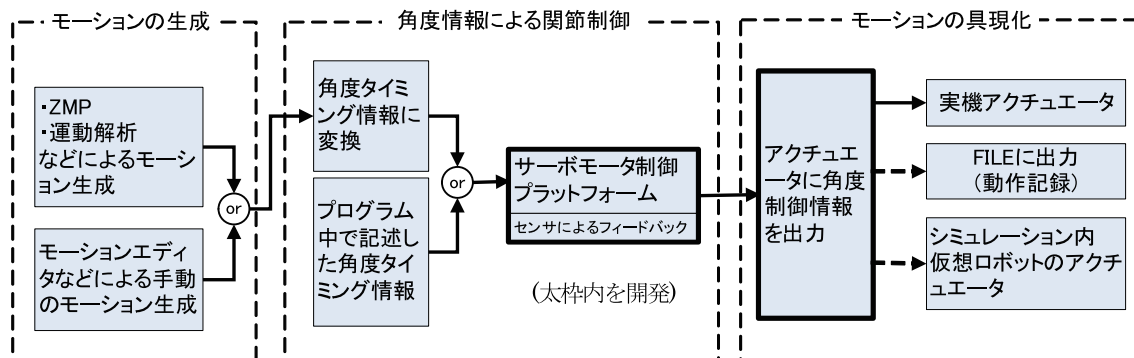 モーションの生成
・ZMP
・運動解析
などによるモーシ
ョン生成
モーションエディ
タなどによる手動
のモーション生成
or
角度情報による関節制御
角度タイミ
ング情報に
変換
プログラム
中で記述し
た角度タイ
ミング情報
or
サーボモータ制御
プラットフォーム
センサによるフィードバック
(太枠内を開発)
モーションの具現化
アクチュエ
ータに角度
制御情報
を出力
実機アクチュエータ
FILEに出力
(動作記録)
シミュレーション内
仮想ロボットのアクチ
ュエータ